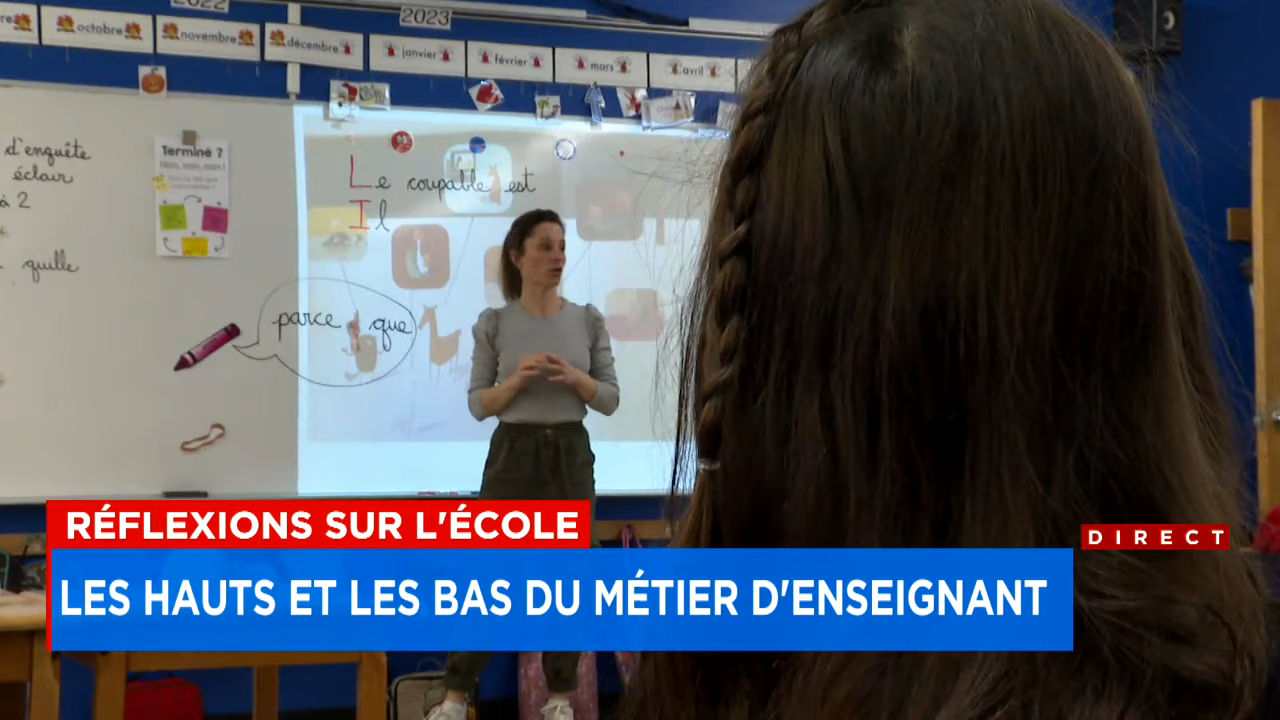 2022
2023
octobre
novembre
décembre
janvier
février
mars
avril
d'enquête
éclair
à 2
quille
Terminé ?
Le coupable est
Il
parce que
RÉFLEXIONS SUR L'ÉCOLE
DIRECT
LES HAUTS ET LES BAS DU MÉTIER D'ENSEIGNANT